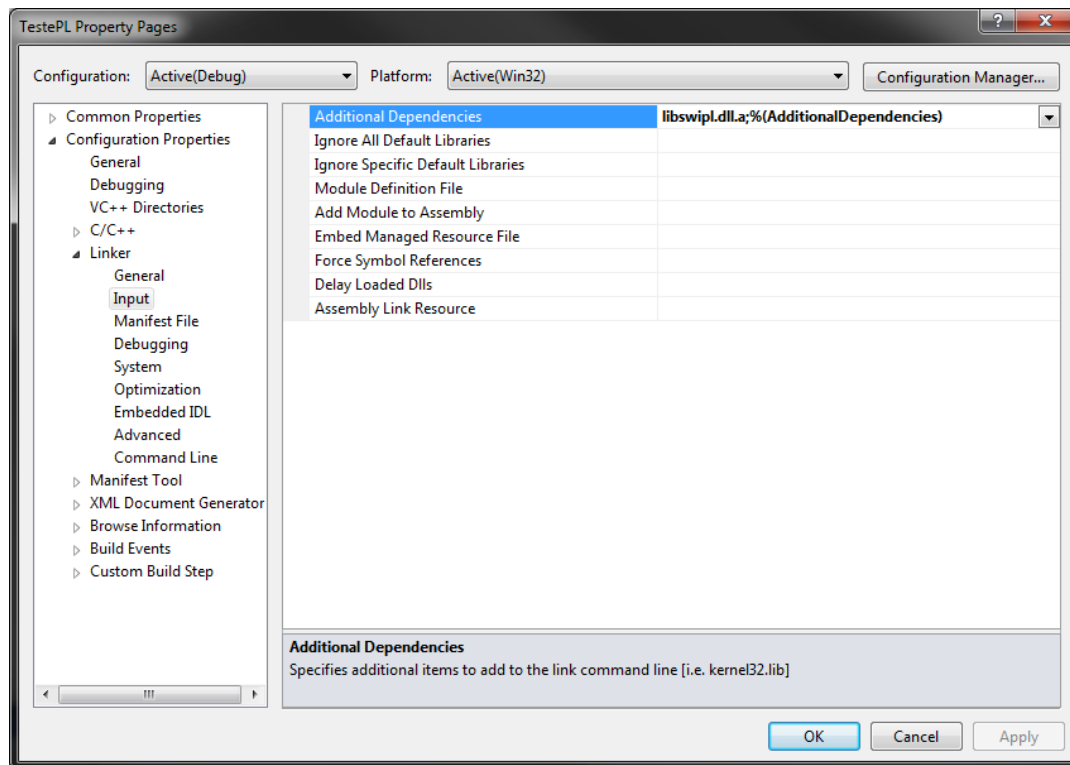 TestePL Property Pages
?
X
Configuration: Active(Debug) Platform: Active(Win32) Configuration Manager...
Common Properties
Configuration Properties
General
Debugging
VC++ Directories
C/C++
Linker
General
Input
Manifest File
Debugging
System
Optimization
Embedded IDL
Advanced
Command Line
Manifest Tool
XML Document Generator
Browse Information
Build Events
Custom Build Step
Additional Dependencies libswipl.dll.a;%(AdditionalDependencies)
Ignore All Default Libraries
Ignore Specific Default Libraries
Module Definition File
Add Module to Assembly
Embed Managed Resource File
Force Symbol References
Delay Loaded Dlls
Assembly Link Resource
Additional Dependencies
Specifies additional items to add to the link command line [i.e. kernel32.lib]
OK Cancel Apply